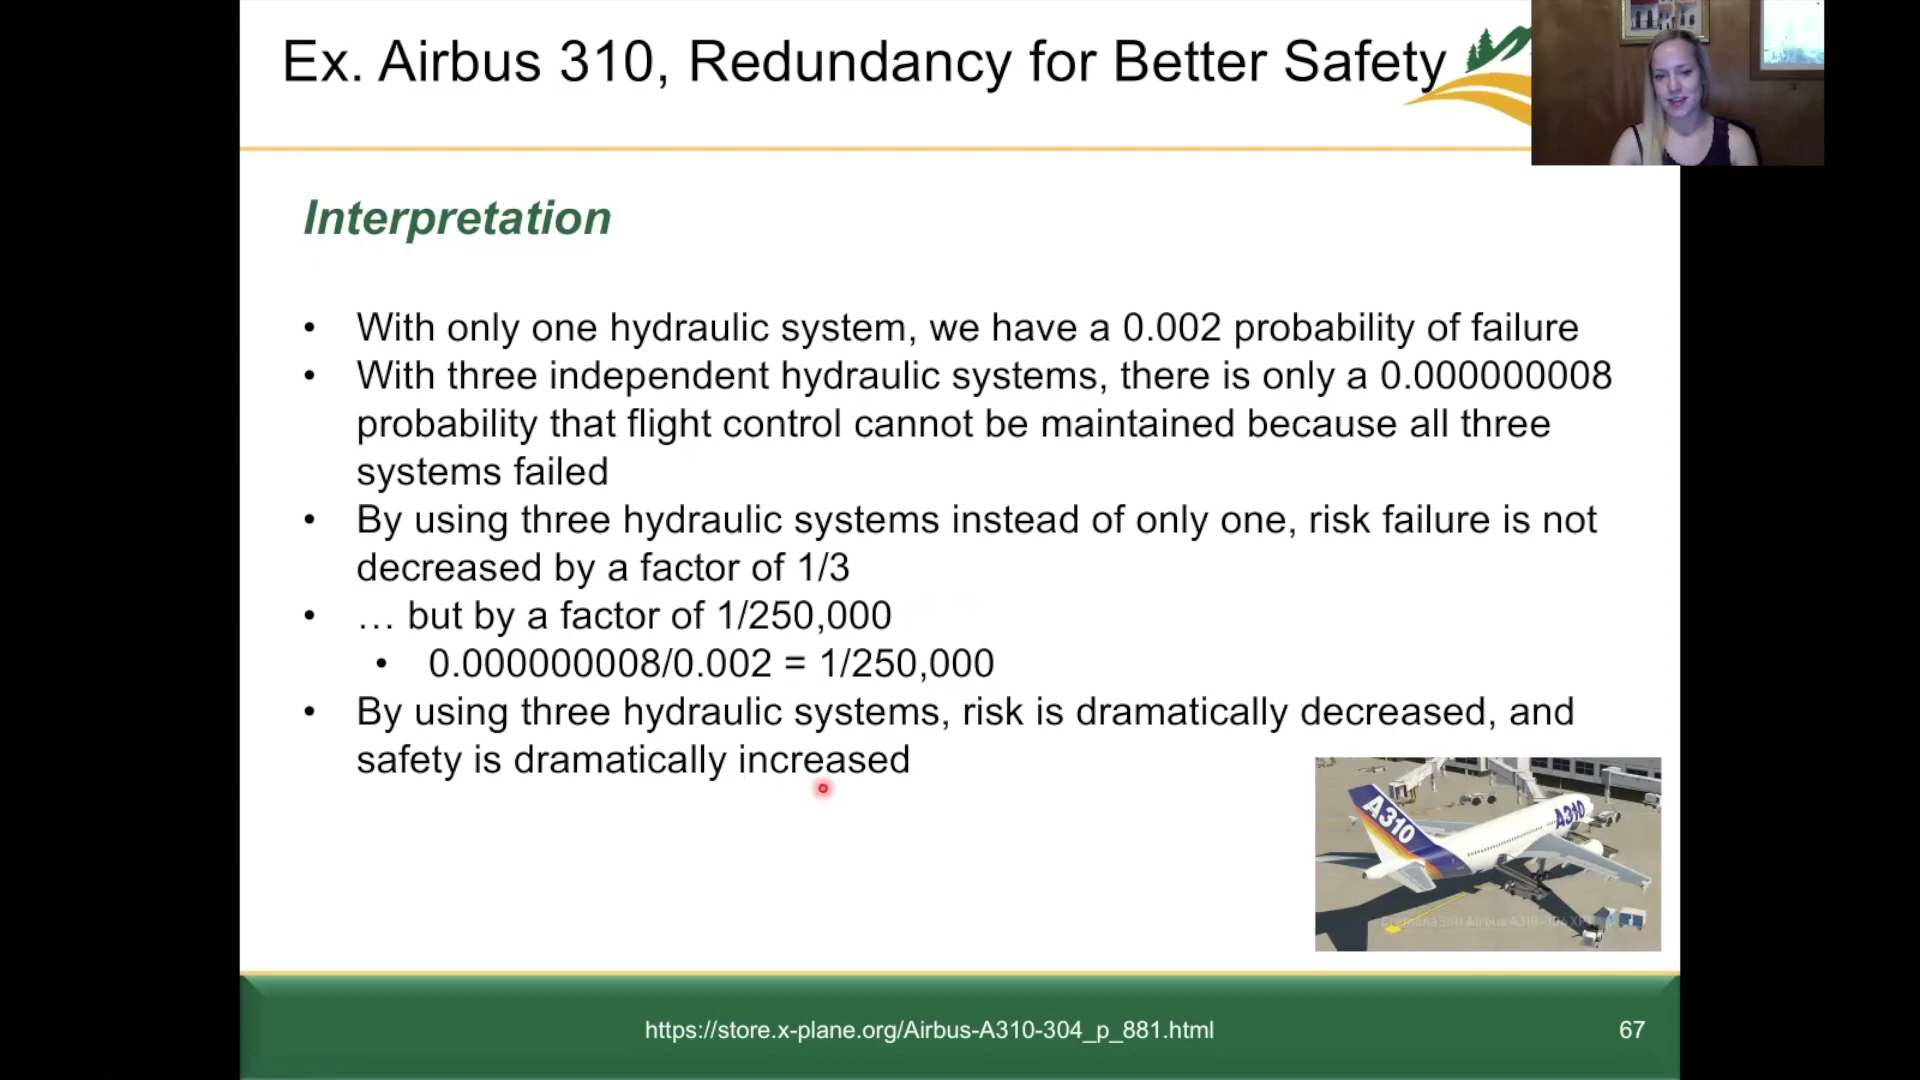 Ex. Airbus 310, Redundancy for Better Safety
Interpretation
• With only one hydraulic system, we have a 0.002 probability of failure
• With three independent hydraulic systems, there is only a 0.000000008
probability that flight control cannot be maintained because all three
systems failed
• By using three hydraulic systems instead of only one, risk failure is not
decreased by a factor of 1/3
• … but by a factor of 1/250,000
• 0.000000008/0.002 = 1/250,000
• By using three hydraulic systems, risk is dramatically decreased, and
safety is dramatically increased
A310
A310
Airbus A310-304
https://store.x-plane.org/Airbus-A310-304_p_881.html
67